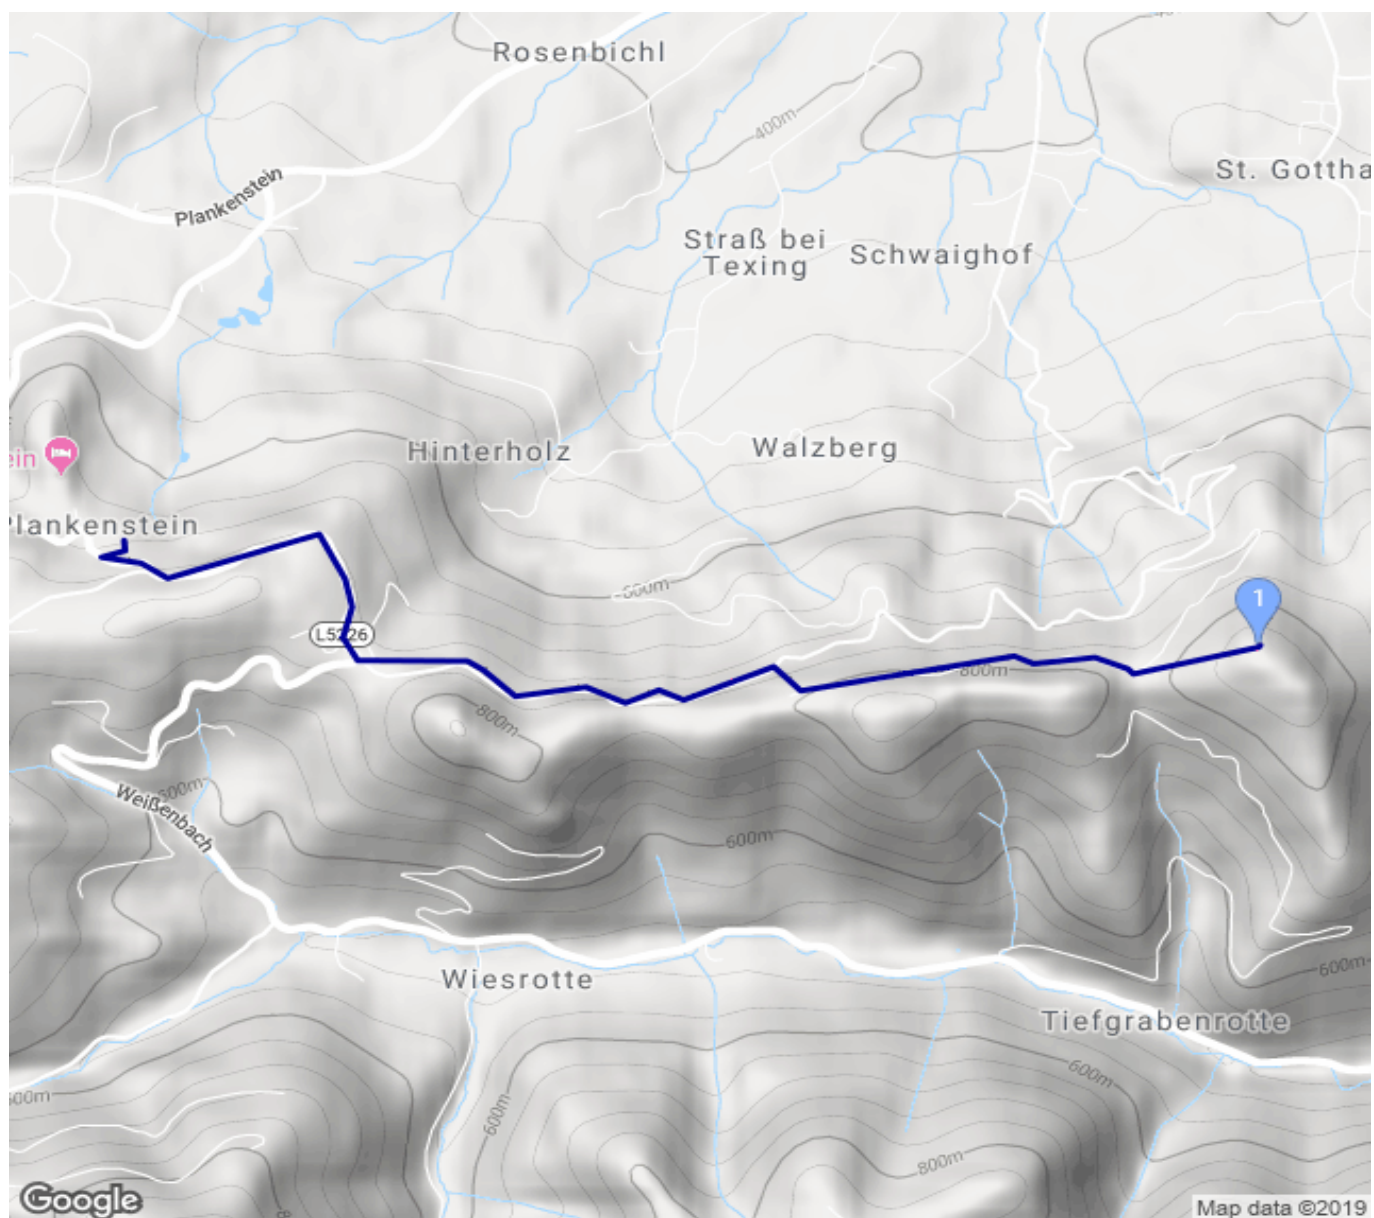 Rosenbichl
400m
St. Gottha
Plankenstein
Straß bei
Texing
Schwaighof
Hinterholz
Walzberg
ein
Plankenstein
600m
1
L5226
800m
800m
600m
Weißenbach
600m
600m
Wiesrotte
Tiefgrabenrotte
600m
600m
600m
800m
Google
Map data ©2019